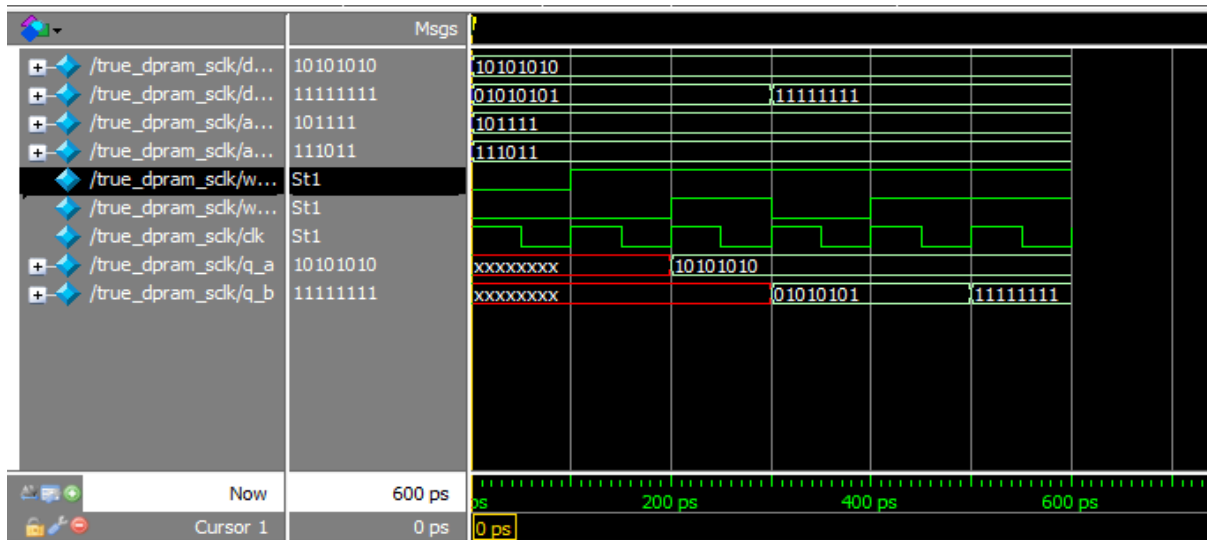 Msgs
/true_dpram_sclk/d... 10101010 10101010
/true_dpram_sclk/d... 11111111 01010101 11111111
/true_dpram_sclk/a... 101111 101111
/true_dpram_sclk/a... 111011 111011
/true_dpram_sclk/w... St1
/true_dpram_sclk/w... St1
/true_dpram_sclk/clk St1
/true_dpram_sclk/q_a 10101010 xxxxxxxx 10101010
/true_dpram_sclk/q_b 11111111 xxxxxxxx 01010101 11111111
Now 600 ps ps 200 ps 400 ps 600 ps
Cursor 1 0 ps 0 ps